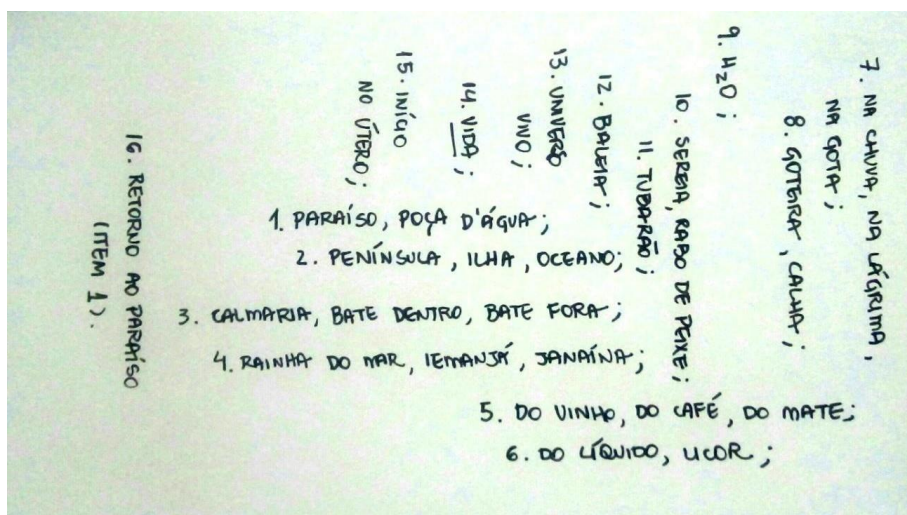 1. PARAÍSO, POÇA D'ÁGUA;
2. PENÍNSULA, ILHA, OCEANO;
3. CALMARIA, BATE DENTRO, BATE FORA;
4. RAINHA DO MAR, IEMANJÁ, JANAÍNA;
5. DO VINHO, DO CAFÉ, DO MATE;
6. DO LÍQUIDO, LICOR;
7. NA CHUVA, NA LÁGRIMA,
NA GOTA;
8. GOTEIRA, CALHA;
9. H2O;
10. SEREIA, RABO DE PEIXE;
11. TUBARÃO;
12. BALEIA;
13. UNIVERSO
VIVO;
14. VIDA;
15. INÍCIO
NO ÚTERO;
16. RETORNO AO PARAÍSO
(ITEM 1).